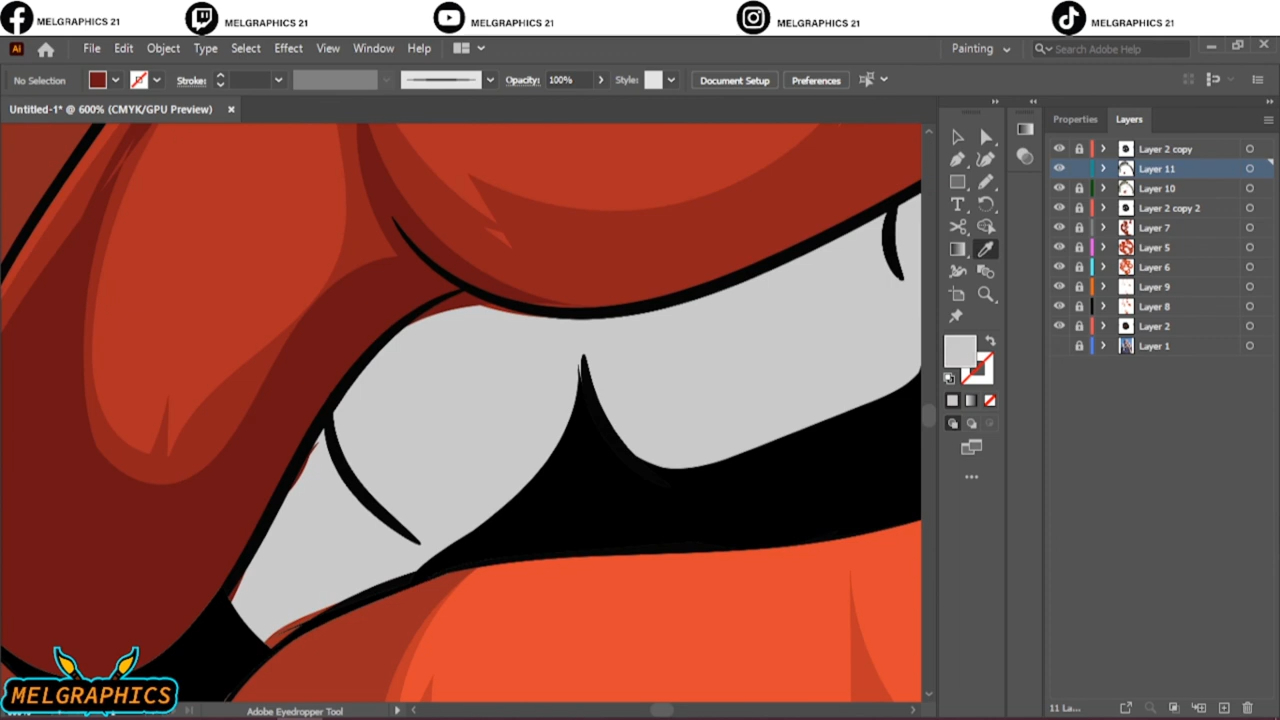 MELGRAPHICS 21 MELGRAPHICS 21 MELGRAPHICS 21 MELGRAPHICS 21 MELGRAPHICS 21
Ai File Edit Object Type Select Effect View Window Help Painting Search Adobe Help
No Selection Stroke: Opacity: 100% Style: Document Setup Preferences
Untitled-1* @ 600% (CMYK/GPU Preview)
Properties Layers
Layer 2 copy
Layer 11
Layer 10
Layer 2 copy 2
Layer 7
Layer 5
Layer 6
Layer 9
Layer 8
Layer 2
Layer 1
MELGRAPHICS
Adobe Eyedropper Tool
11 La...